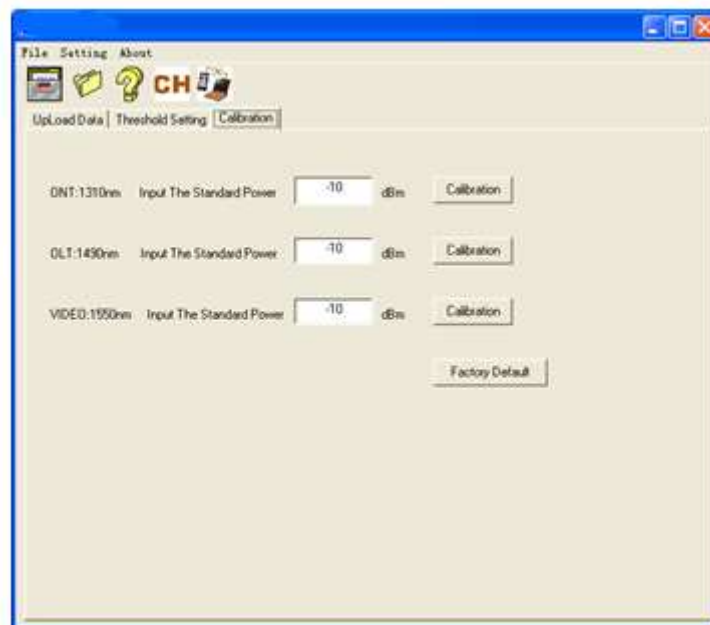 File Setting About
CH
UpLoad Data Threshold Setting Calibration
ONT:1310nm Input The Standard Power -10 dBm Calibration
OLT:1490nm Input The Standard Power -10 dBm Calibration
VIDEO:1550nm Input The Standard Power -10 dBm Calibration
Factory Default